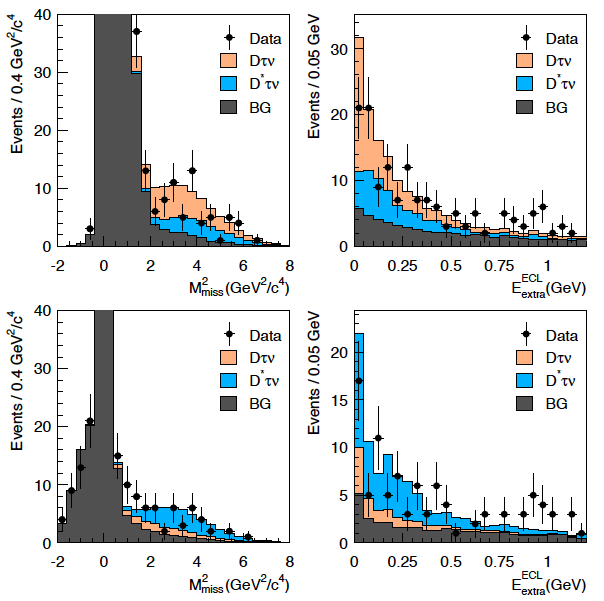 Events / 0.4 GeV²/c⁴
40
30
20
10
0
Data
Dτν
D*τν
BG
-2 0 2 4 6 8
M²miss(GeV²/c⁴)
Events / 0.05 GeV
30
20
10
0
Data
Dτν
D*τν
BG
0 0.25 0.5 0.75 1
E^ECL_extra(GeV)
Events / 0.4 GeV²/c⁴
40
30
20
10
0
Data
Dτν
D*τν
BG
-2 0 2 4 6 8
M²miss(GeV²/c⁴)
Events / 0.05 GeV
20
15
10
5
0
Data
Dτν
D*τν
BG
0 0.25 0.5 0.75 1
E^ECL_extra(GeV)